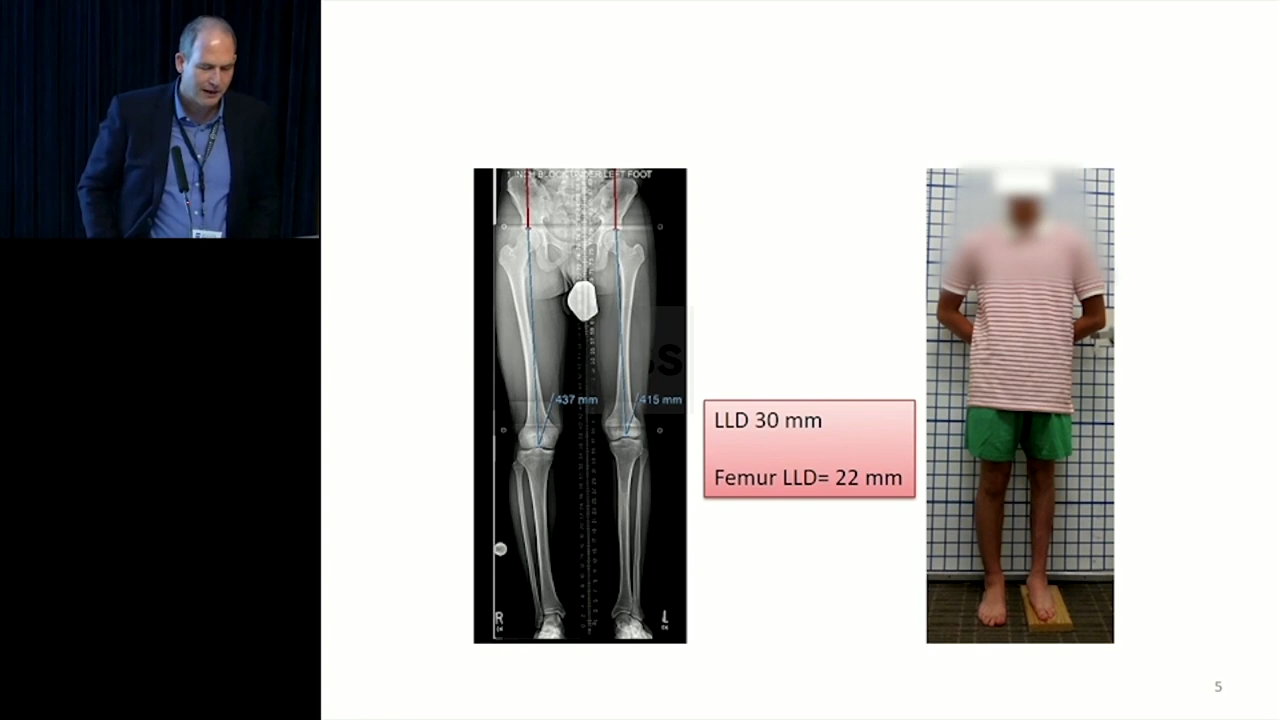 1 INCH BLOCK UNDER LEFT FOOT
437 mm
415 mm
R
L
LLD 30 mm
Femur LLD= 22 mm
5